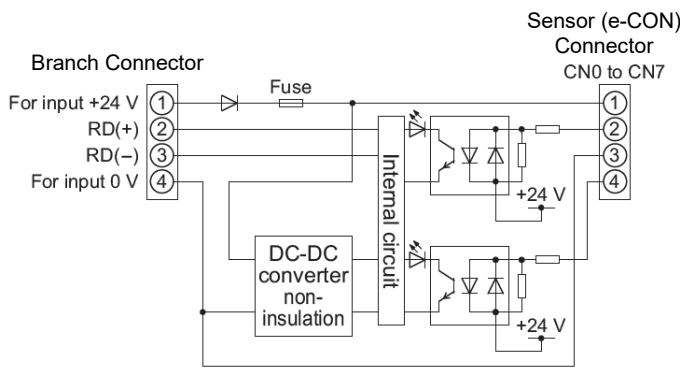 Sensor (e-CON)
Connector
Branch Connector
CN0 to CN7
Fuse
For input +24 V
1
1
RD(+)
2
2
RD(−)
3
3
For input 0 V
4
4
Internal circuit
+24 V
DC-DC
converter
non-
insulation
+24 V